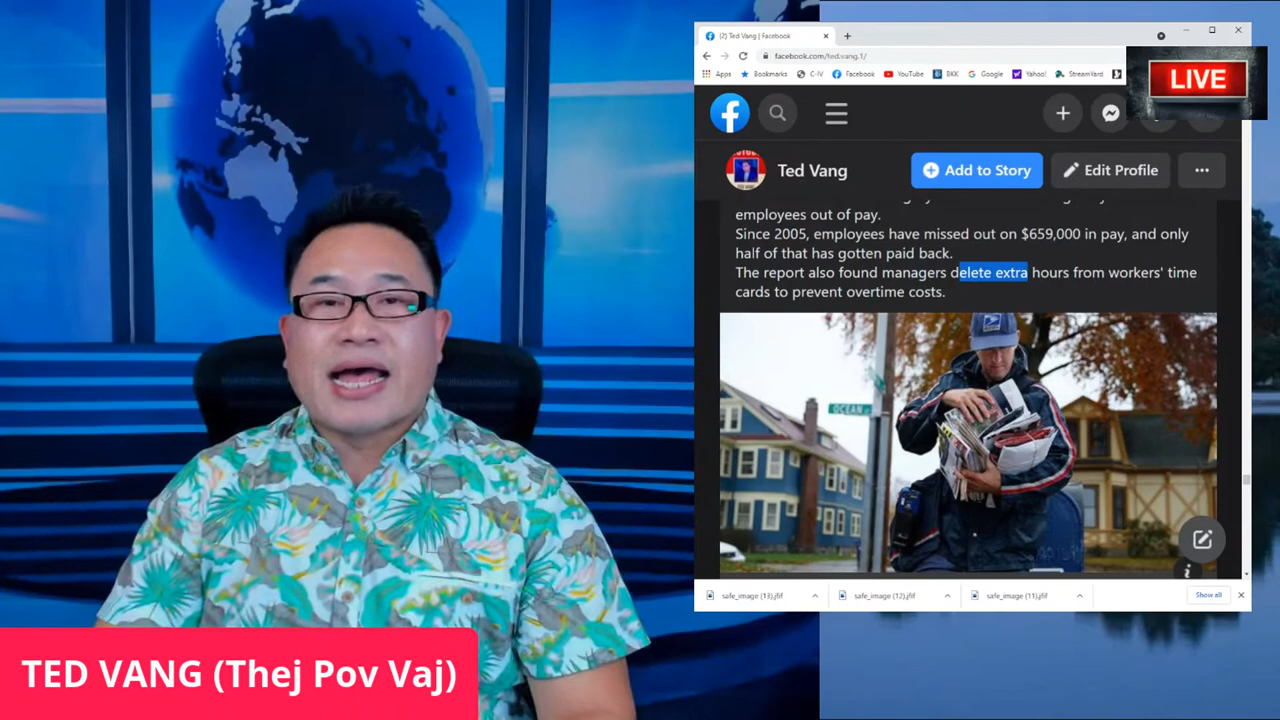 (2) Ted Vang | Facebook
facebook.com/ted.vang.1/
Apps Bookmarks C-IV Facebook YouTube BKK Google Yahoo! StreamYard
LIVE
Ted Vang
Add to Story
Edit Profile
employees out of pay.
Since 2005, employees have missed out on $659,000 in pay, and only
half of that has gotten paid back.
The report also found managers delete extra hours from workers' time
cards to prevent overtime costs.
OCEAN
safe_image (13).jfif
safe_image (12).jfif
safe_image (11).jfif
Show all
TED VANG (Thej Pov Vaj)